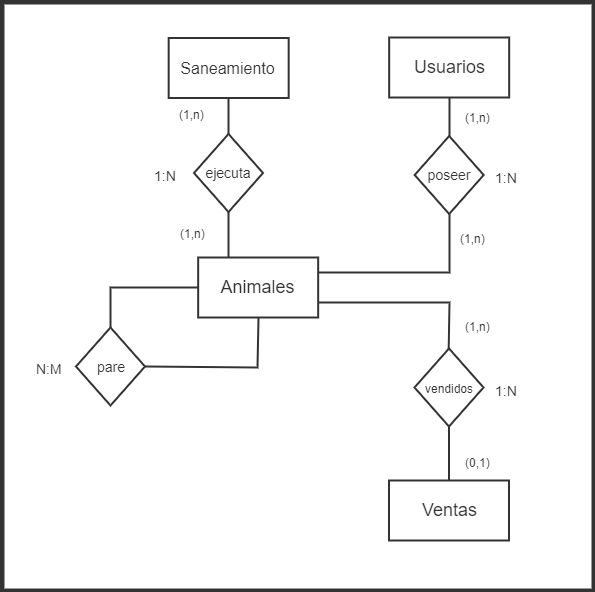 Saneamiento
Usuarios
(1,n)
(1,n)
ejecuta
1:N
poseer
1:N
(1,n)
(1,n)
Animales
(1,n)
pare
N:M
vendidos
1:N
(0,1)
Ventas